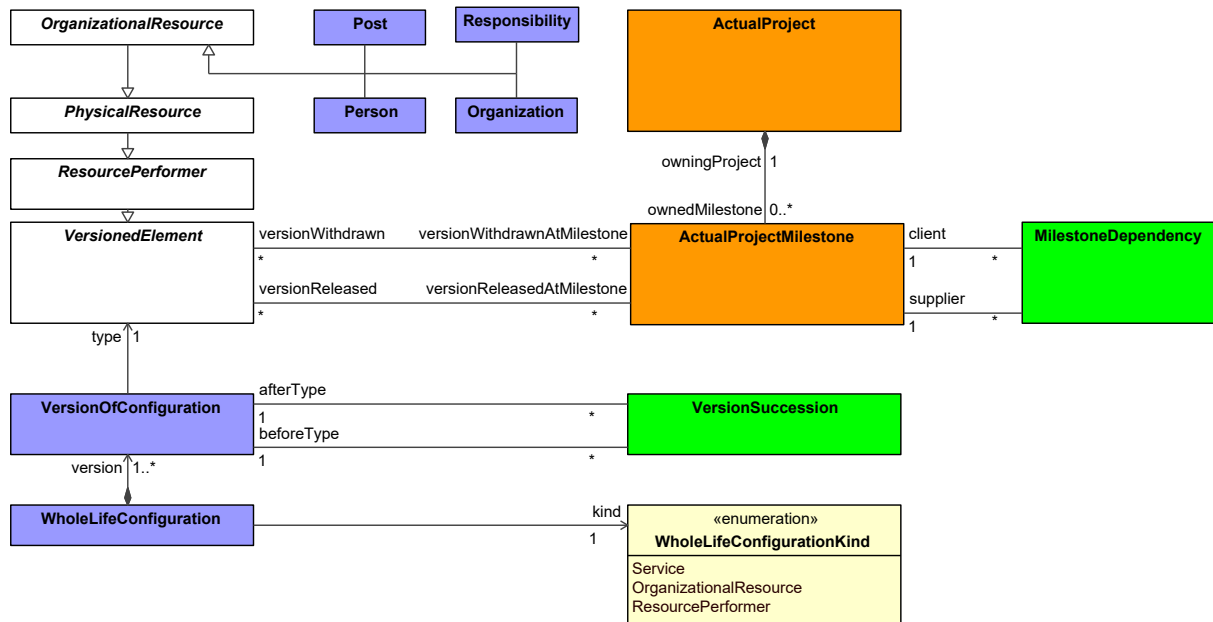 OrganizationalResource
Post
Responsibility
ActualProject
PhysicalResource
Person
Organization
owningProject 1
ResourcePerformer
ownedMilestone 0..*
VersionedElement
versionWithdrawn versionWithdrawnAtMilestone
* *
ActualProjectMilestone
client
1 *
MilestoneDependency
versionReleased versionReleasedAtMilestone
* *
supplier
1 *
type 1
VersionOfConfiguration
afterType
1 *
beforeType
1 *
VersionSuccession
version 1..*
WholeLifeConfiguration
kind
1
«enumeration»
WholeLifeConfigurationKind
Service
OrganizationalResource
ResourcePerformer